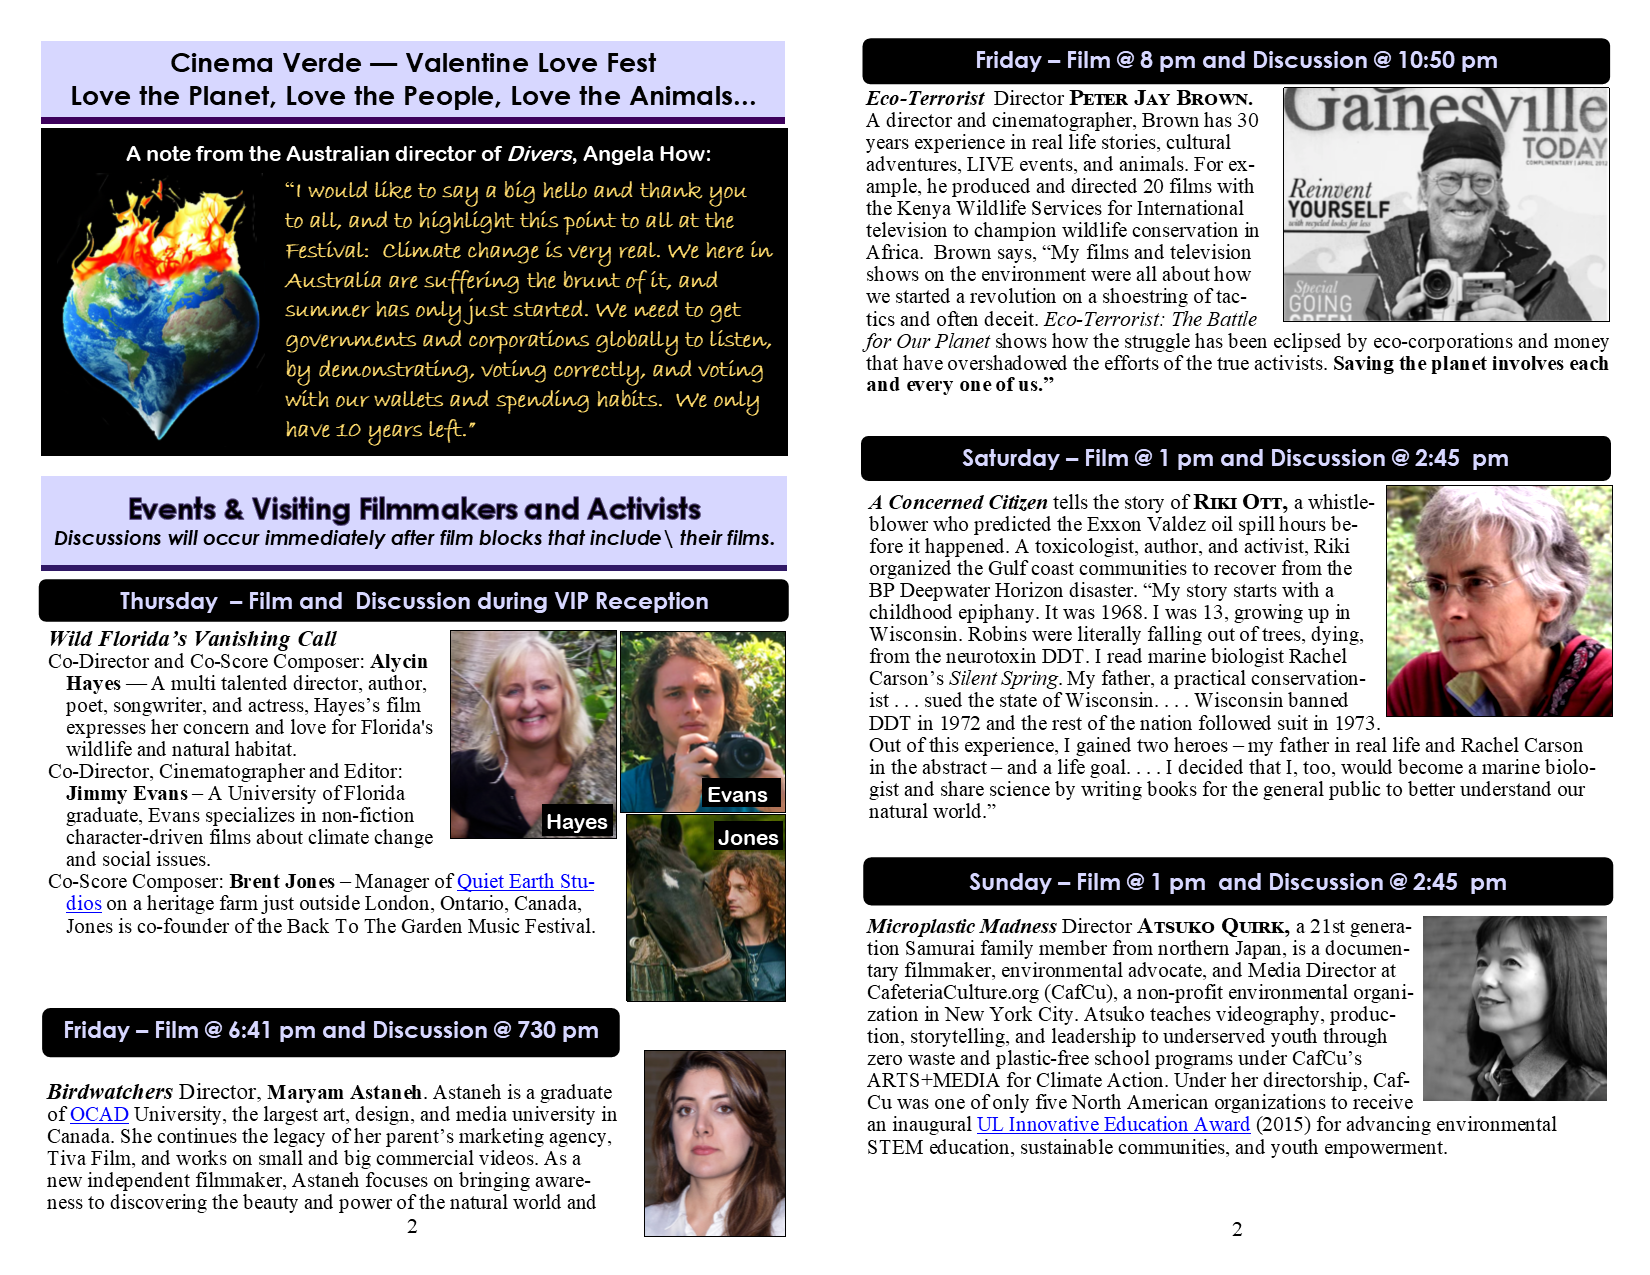 Cinema Verde — Valentine Love Fest
Love the Planet, Love the People, Love the Animals...
A note from the Australian director of Divers, Angela How:
“I would like to say a big hello and thank you
to all, and to highlight this point to all at the
Festival:  Climate change is very real. We here in
Australia are suffering the brunt of it, and
summer has only just started. We need to get
governments and corporations globally to listen,
by demonstrating, voting correctly, and voting
with our wallets and spending habits.  We only
have 10 years left.”
Events & Visiting Filmmakers and Activists
Discussions will occur immediately after film blocks that include\ their films.
Thursday  – Film and  Discussion during VIP Reception
Wild Florida’s Vanishing Call
Co-Director and Co-Score Composer: Alycin
Hayes — A multi talented director, author,
poet, songwriter, and actress, Hayes’s film
expresses her concern and love for Florida's
wildlife and natural habitat.
Co-Director, Cinematographer and Editor:
Jimmy Evans – A University of Florida
graduate, Evans specializes in non-fiction
character-driven films about climate change
and social issues.
Co-Score Composer: Brent Jones – Manager of Quiet Earth Stu-
dios on a heritage farm just outside London, Ontario, Canada,
Jones is co-founder of the Back To The Garden Music Festival.
Hayes
Evans
Jones
Friday – Film @ 6:41 pm and Discussion @ 730 pm
Birdwatchers Director, Maryam Astaneh. Astaneh is a graduate
of OCAD University, the largest art, design, and media university in
Canada. She continues the legacy of her parent’s marketing agency,
Tiva Film, and works on small and big commercial videos. As a
new independent filmmaker, Astaneh focuses on bringing aware-
ness to discovering the beauty and power of the natural world and
2
Friday – Film @ 8 pm and Discussion @ 10:50 pm
Eco-Terrorist  Director PETER JAY BROWN.
A director and cinematographer, Brown has 30
years experience in real life stories, cultural
adventures, LIVE events, and animals. For ex-
ample, he produced and directed 20 films with
the Kenya Wildlife Services for International
television to champion wildlife conservation in
Africa.  Brown says, “My films and television
shows on the environment were all about how
we started a revolution on a shoestring of tac-
tics and often deceit. Eco-Terrorist: The Battle
for Our Planet shows how the struggle has been eclipsed by eco-corporations and money
that have overshadowed the efforts of the true activists. Saving the planet involves each
and every one of us.”
Gainesville
TODAY
COMPLIMENTARY | APRIL 2012
Reinvent
YOURSELF
with recycled books for less
Special
GOING
GREEN
Saturday – Film @ 1 pm and Discussion @ 2:45  pm
A Concerned Citizen tells the story of RIKI OTT, a whistle-
blower who predicted the Exxon Valdez oil spill hours be-
fore it happened. A toxicologist, author, and activist, Riki
organized the Gulf coast communities to recover from the
BP Deepwater Horizon disaster. “My story starts with a
childhood epiphany. It was 1968. I was 13, growing up in
Wisconsin. Robins were literally falling out of trees, dying,
from the neurotoxin DDT. I read marine biologist Rachel
Carson’s Silent Spring. My father, a practical conservation-
ist . . . sued the state of Wisconsin. . . . Wisconsin banned
DDT in 1972 and the rest of the nation followed suit in 1973.
Out of this experience, I gained two heroes – my father in real life and Rachel Carson
in the abstract – and a life goal. . . . I decided that I, too, would become a marine biolo-
gist and share science by writing books for the general public to better understand our
natural world.”
Sunday – Film @ 1 pm  and Discussion @ 2:45  pm
Microplastic Madness Director ATSUKO QUIRK, a 21st genera-
tion Samurai family member from northern Japan, is a documen-
tary filmmaker, environmental advocate, and Media Director at
CafeteriaCulture.org (CafCu), a non-profit environmental organi-
zation in New York City. Atsuko teaches videography, produc-
tion, storytelling, and leadership to underserved youth through
zero waste and plastic-free school programs under CafCu’s
ARTS+MEDIA for Climate Action. Under her directorship, Caf-
Cu was one of only five North American organizations to receive
an inaugural UL Innovative Education Award (2015) for advancing environmental
STEM education, sustainable communities, and youth empowerment.
2